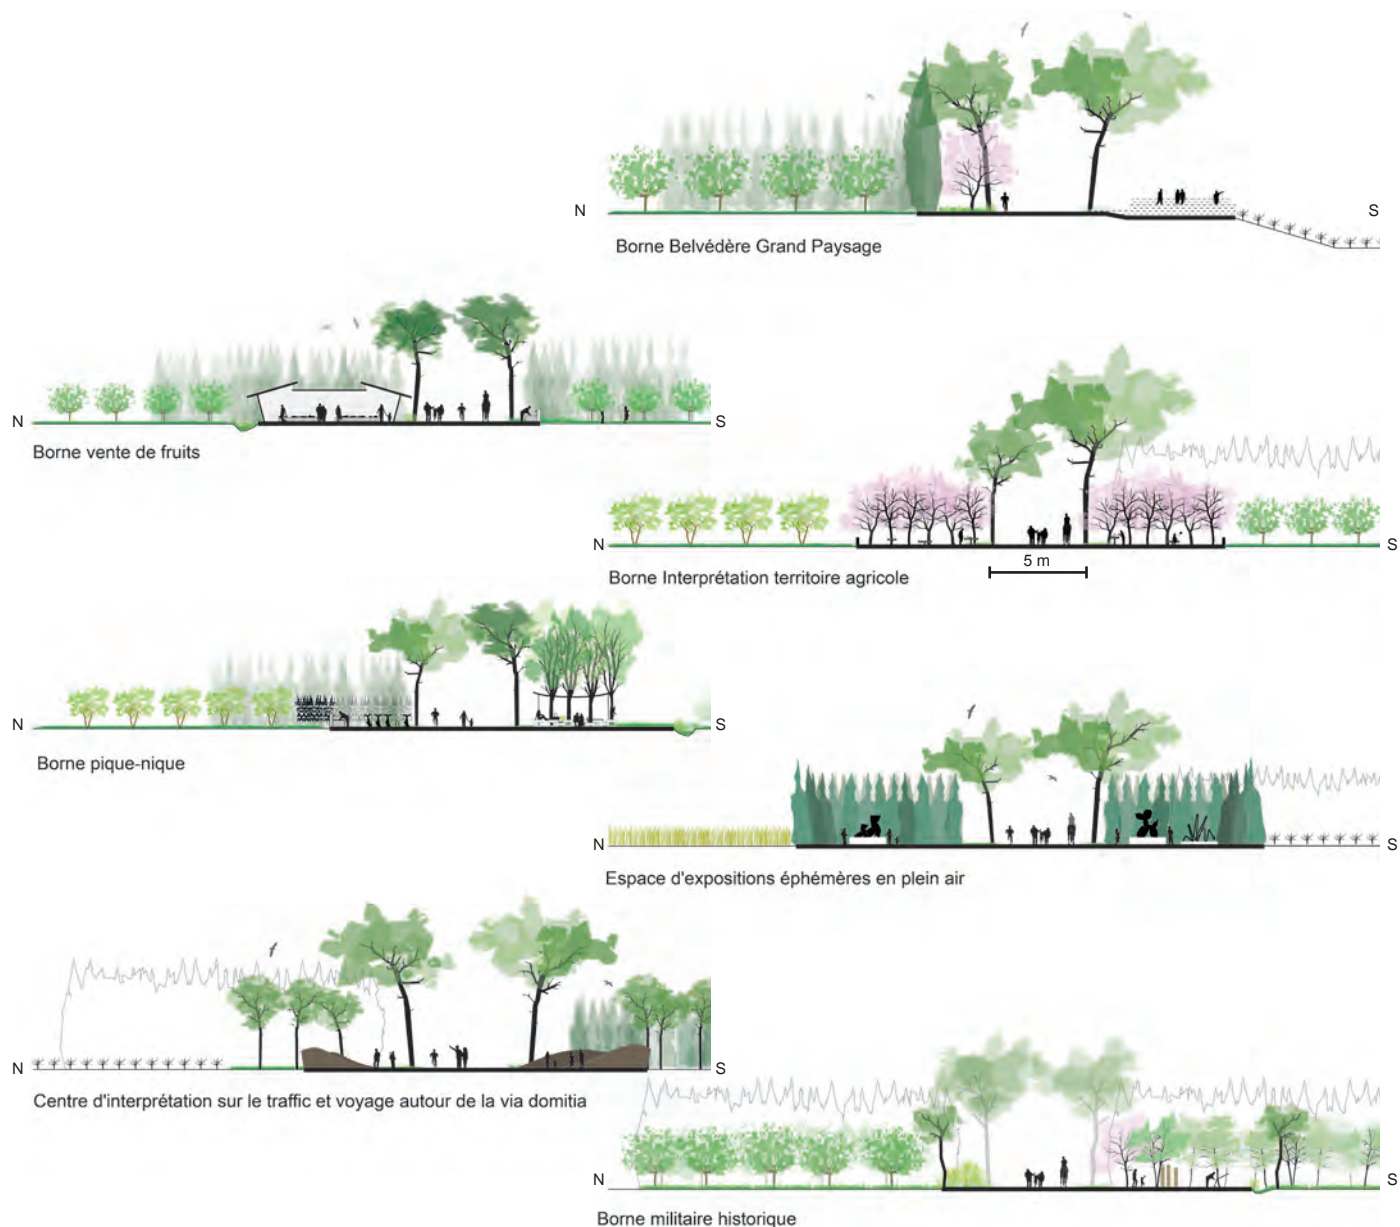 N S
Borne Belvédère Grand Paysage
N S
Borne vente de fruits
N S
5 m
Borne Interprétation territoire agricole
N S
Borne pique-nique
N S
Espace d'expositions éphémères en plein air
N S
Centre d'interprétation sur le traffic et voyage autour de la via domitia
N S
Borne militaire historique